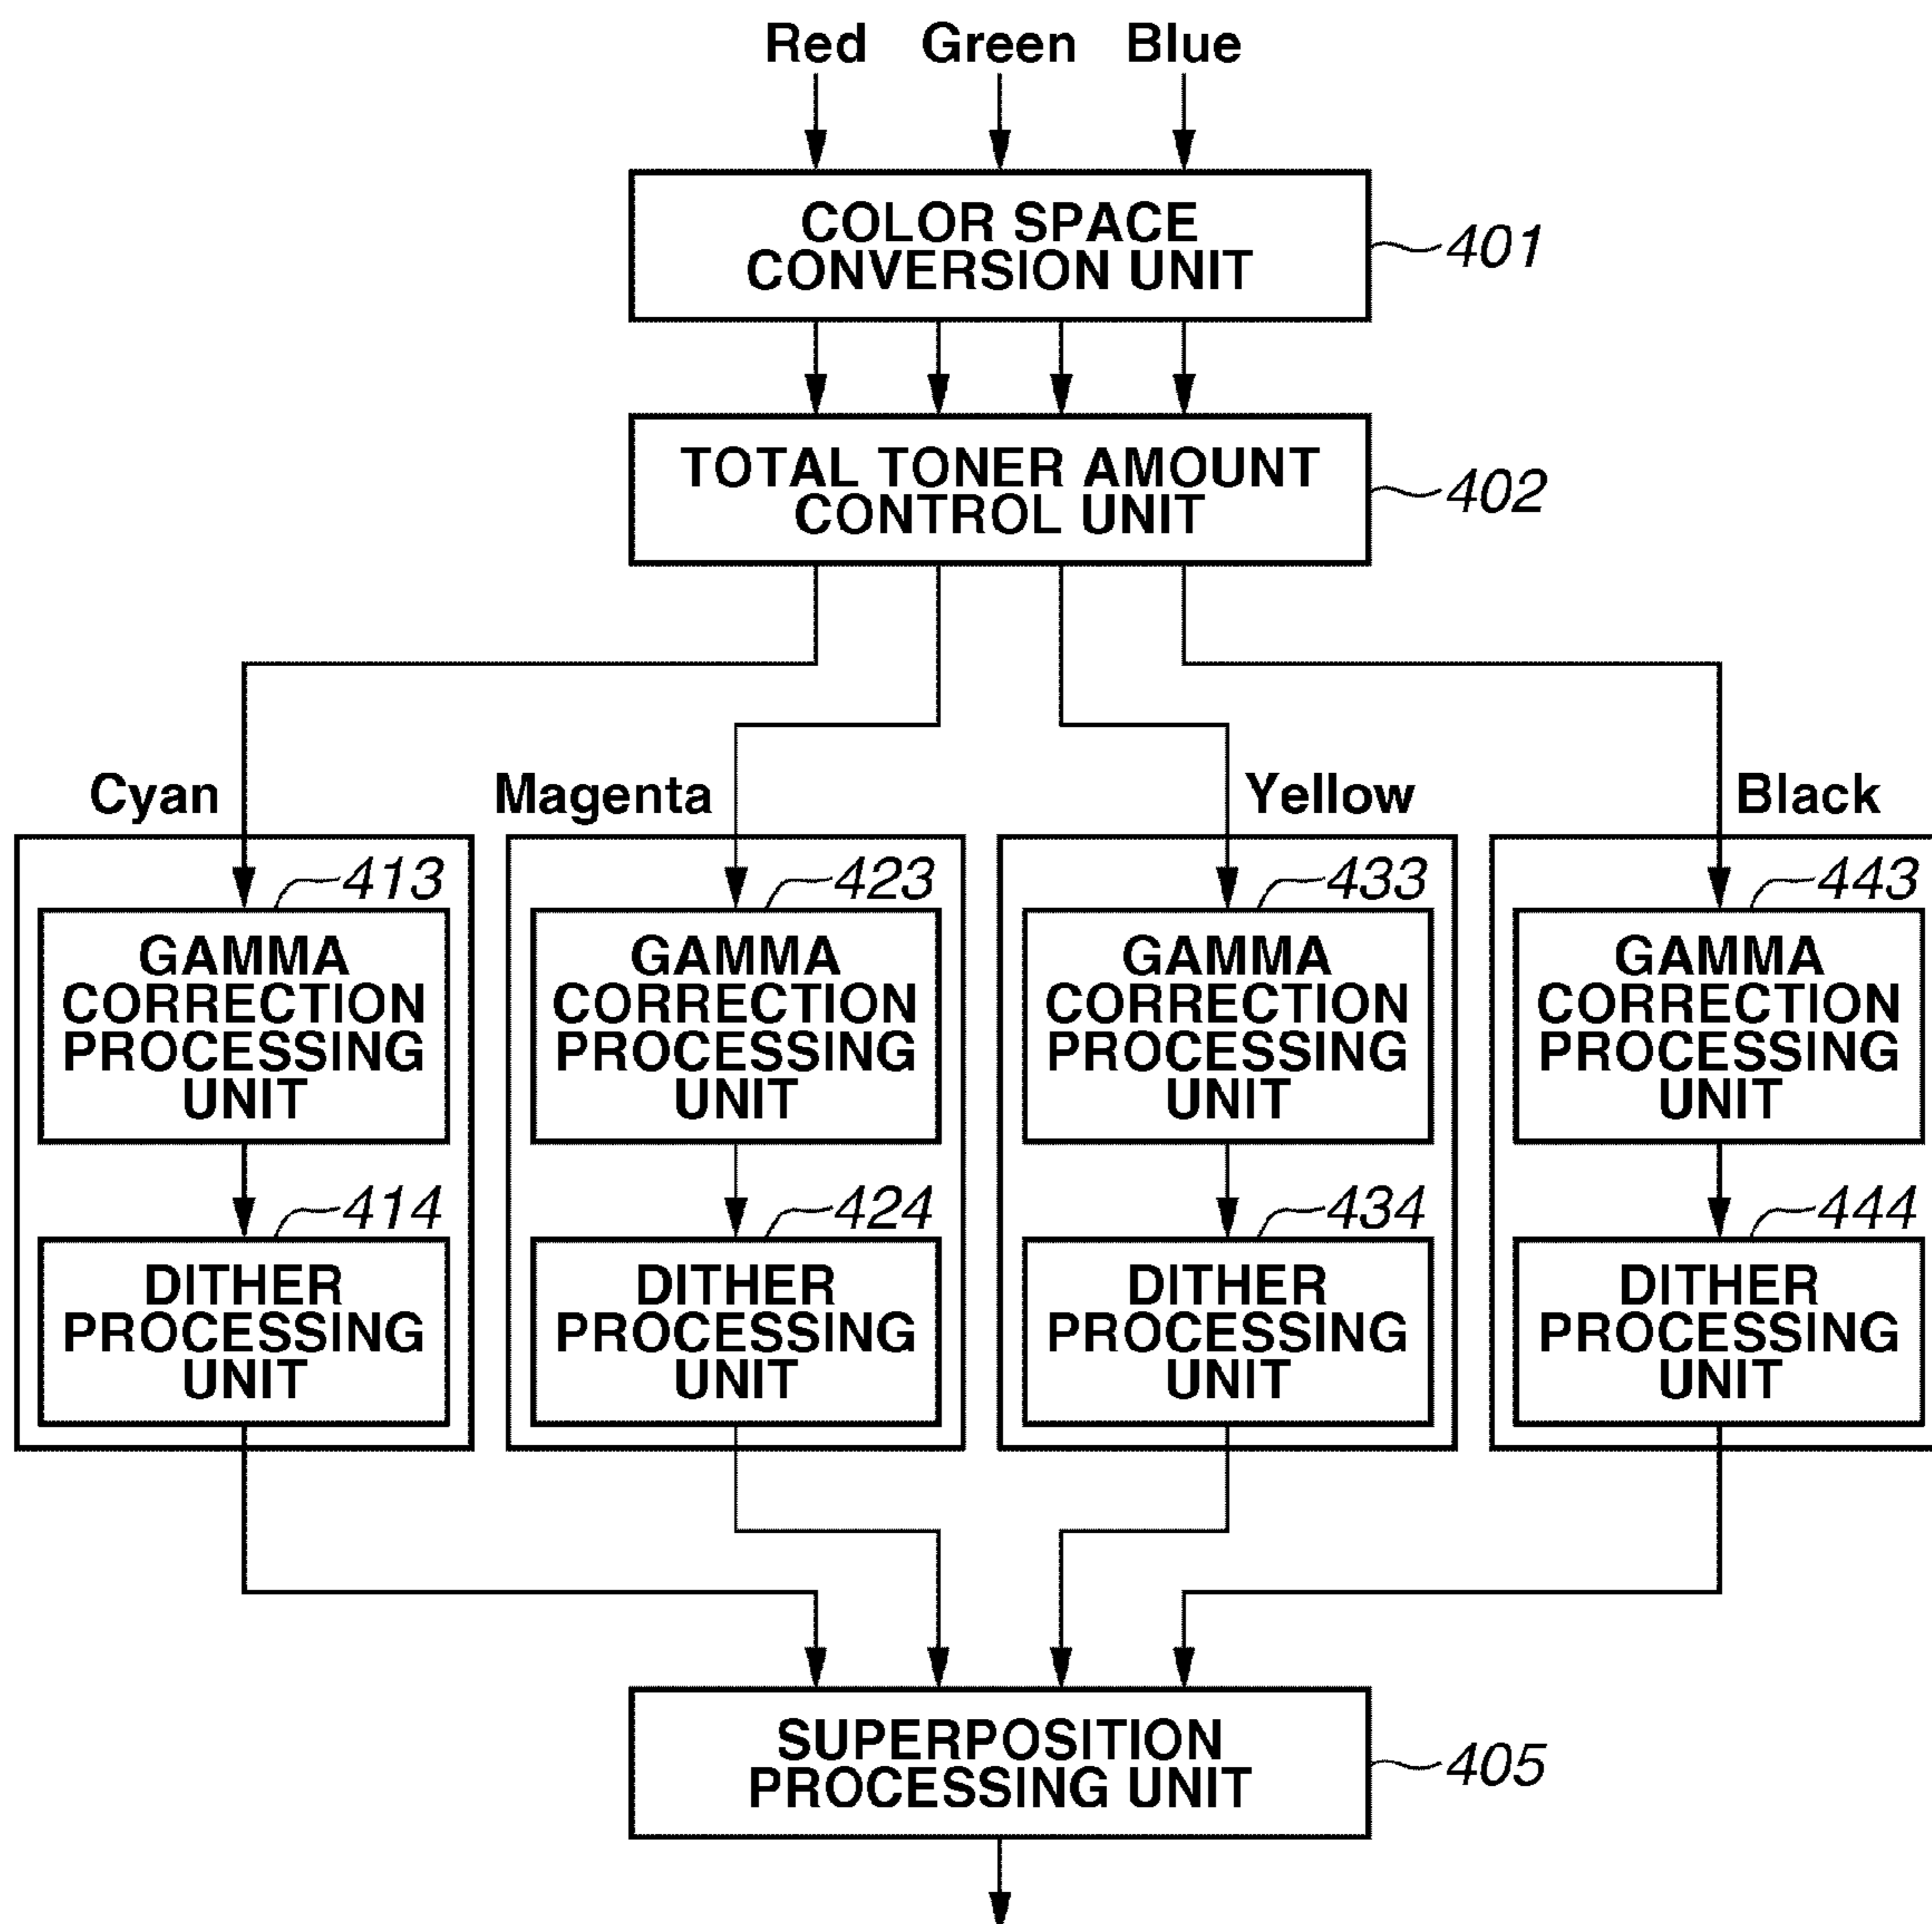 Red Green Blue
COLOR SPACE
CONVERSION UNIT
401
TOTAL TONER AMOUNT
CONTROL UNIT
402
Cyan
Magenta
Yellow
Black
413
GAMMA
CORRECTION
PROCESSING
UNIT
414
DITHER
PROCESSING
UNIT
423
GAMMA
CORRECTION
PROCESSING
UNIT
424
DITHER
PROCESSING
UNIT
433
GAMMA
CORRECTION
PROCESSING
UNIT
434
DITHER
PROCESSING
UNIT
443
GAMMA
CORRECTION
PROCESSING
UNIT
444
DITHER
PROCESSING
UNIT
SUPERPOSITION
PROCESSING UNIT
405